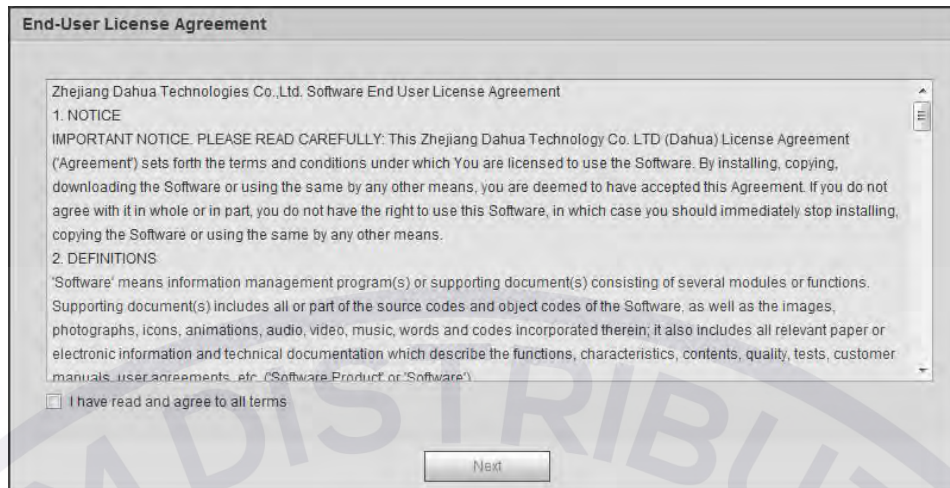 End-User License Agreement
Zhejiang Dahua Technologies Co.,Ltd. Software End User License Agreement
1. NOTICE
IMPORTANT NOTICE. PLEASE READ CAREFULLY: This Zhejiang Dahua Technology Co. LTD (Dahua) License Agreement
('Agreement') sets forth the terms and conditions under which You are licensed to use the Software. By installing, copying,
downloading the Software or using the same by any other means, you are deemed to have accepted this Agreement. If you do not
agree with it in whole or in part, you do not have the right to use this Software, in which case you should immediately stop installing,
copying the Software or using the same by any other means.
2. DEFINITIONS
'Software' means information management program(s) or supporting document(s) consisting of several modules or functions.
Supporting document(s) includes all or part of the source codes and object codes of the Software, as well as the images,
photographs, icons, animations, audio, video, music, words and codes incorporated therein; it also includes all relevant paper or
electronic information and technical documentation which describe the functions, characteristics, contents, quality, tests, customer
manuals, user agreements, etc. ('Software Product' or 'Software').
I have read and agree to all terms
Next